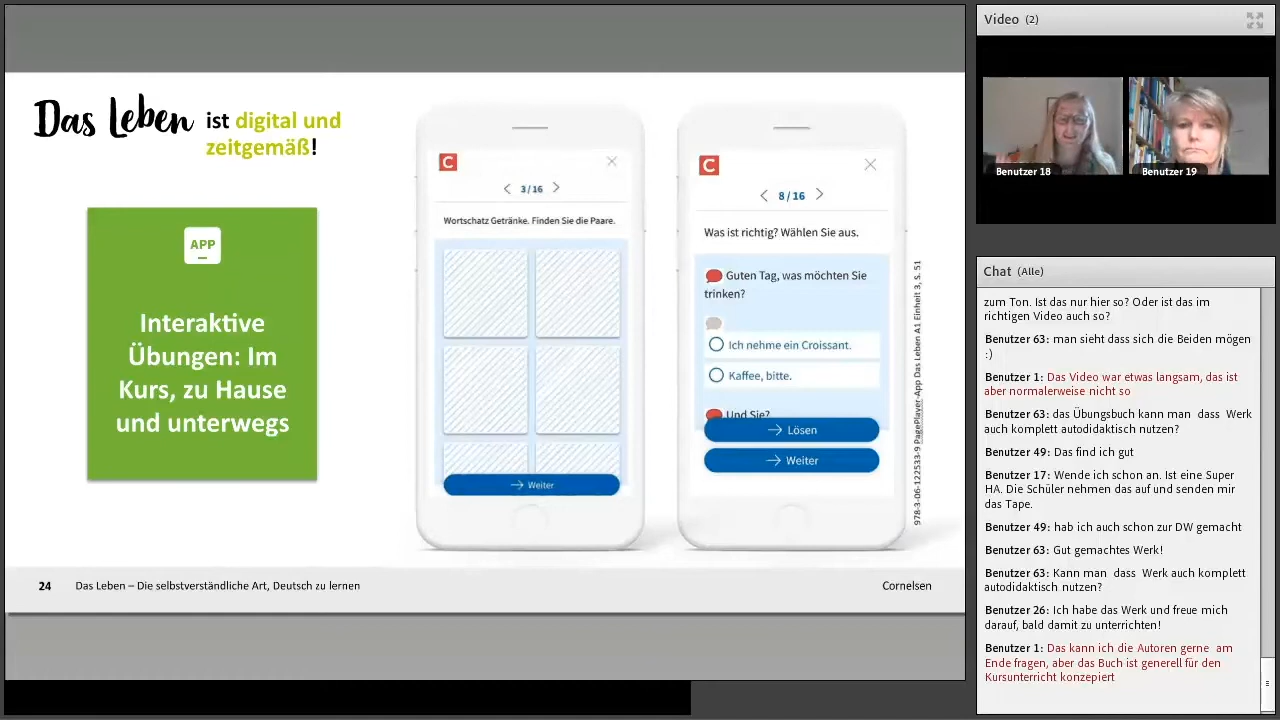 Das Leben ist digital und
zeitgemäß!
APP
Interaktive
Übungen: Im
Kurs, zu Hause
und unterwegs
C
3/16
Wortschatz Getränke. Finden Sie die Paare.
Weiter
C
8/16
Was ist richtig? Wählen Sie aus.
Guten Tag, was möchten Sie
trinken?
Ich nehme ein Croissant.
Kaffee, bitte.
Und Sie?
Lösen
Weiter
978-3-06-122533-9 PagePlayer-App Das Leben A1 Einheit 3, S. 51
24 Das Leben – Die selbstverständliche Art, Deutsch zu lernen Cornelsen
Video (2)
Benutzer 18
Benutzer 19
Chat (Alle)
zum Ton. Ist das nur hier so? Oder ist das im
richtigen Video auch so?
Benutzer 63: man sieht dass sich die Beiden mögen
:)
Benutzer 1: Das Video war etwas langsam, das ist
aber normalerweise nicht so
Benutzer 63: das Übungsbuch kann man dass Werk
auch komplett autodidaktisch nutzen?
Benutzer 49: Das find ich gut
Benutzer 17: Wende ich schon an. Ist eine Super
HA. Die Schüler nehmen das auf und senden mir
das Tape.
Benutzer 49: hab ich auch schon zur DW gemacht
Benutzer 63: Gut gemachtes Werk!
Benutzer 63: Kann man dass Werk auch komplett
autodidaktisch nutzen?
Benutzer 26: Ich habe das Werk und freue mich
darauf, bald damit zu unterrichten!
Benutzer 1: Das kann ich die Autoren gerne am
Ende fragen, aber das Buch ist generell für den
Kursunterricht konzepiert